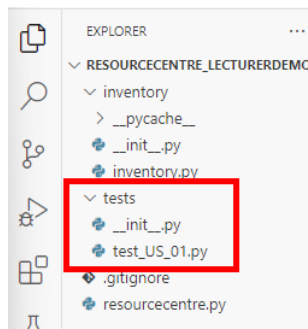 EXPLORER ...
RESOURCECENTRE_LECTURERDEMO
inventory
__pycache__
__init__.py
inventory.py
tests
__init__.py
test_US_01.py
.gitignore
resourcecentre.py